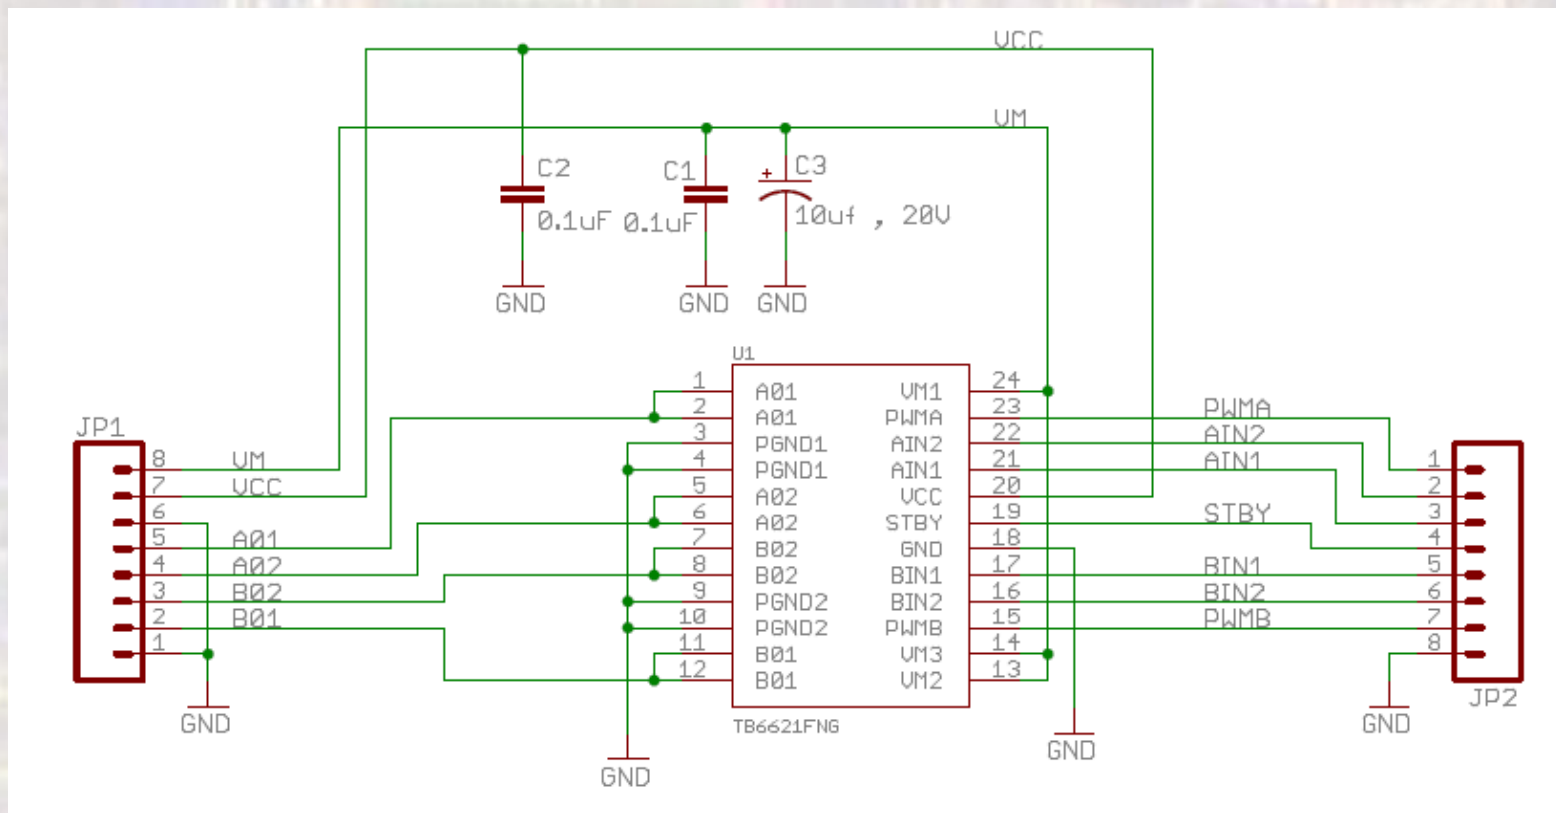 VCC
VM
C2
0.1uF
GND
C1
0.1uF
GND
+
C3
10uf , 20V
GND
JP1
8 VM
7 VCC
6
5 A01
4 A02
3 B02
2 B01
1
GND
U1
1 A01 VM1 24
2 A01 PWMA 23
3 PGND1 AIN2 22
4 PGND1 AIN1 21
5 A02 VCC 20
6 A02 STBY 19
7 B02 GND 18
8 B02 BIN1 17
9 PGND2 BIN2 16
10 PGND2 PWMB 15
11 B01 VM3 14
12 B01 VM2 13
TB6621FNG
GND
GND
PWMA
AIN2
AIN1
STBY
BIN1
BIN2
PWMB
1
2
3
4
5
6
7
8
JP2
GND